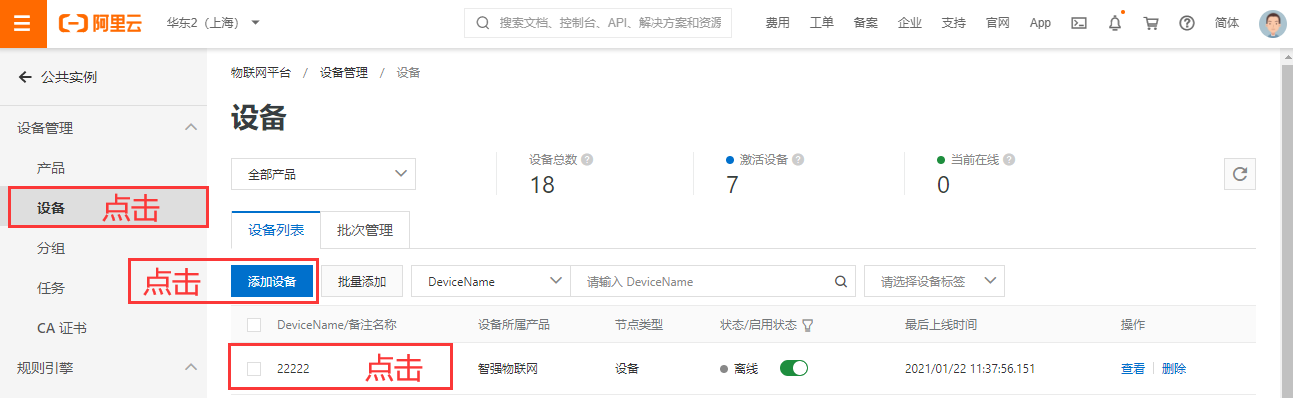 阿里云 华东2（上海） 搜索文档、控制台、API、解决方案和资源 费用 工单 备案 企业 支持 官网 App 简体
公共实例
设备管理
产品
设备 点击
分组
任务
CA 证书
规则引擎
物联网平台 / 设备管理 / 设备
设备
全部产品
设备总数
18
激活设备
7
当前在线
0
设备列表 批次管理
点击 添加设备 批量添加 DeviceName 请输入 DeviceName 请选择设备标签
DeviceName/备注名称 设备所属产品 节点类型 状态/启用状态 最后上线时间 操作
22222 点击 智强物联网 设备 离线 2021/01/22 11:37:56.151 查看 删除